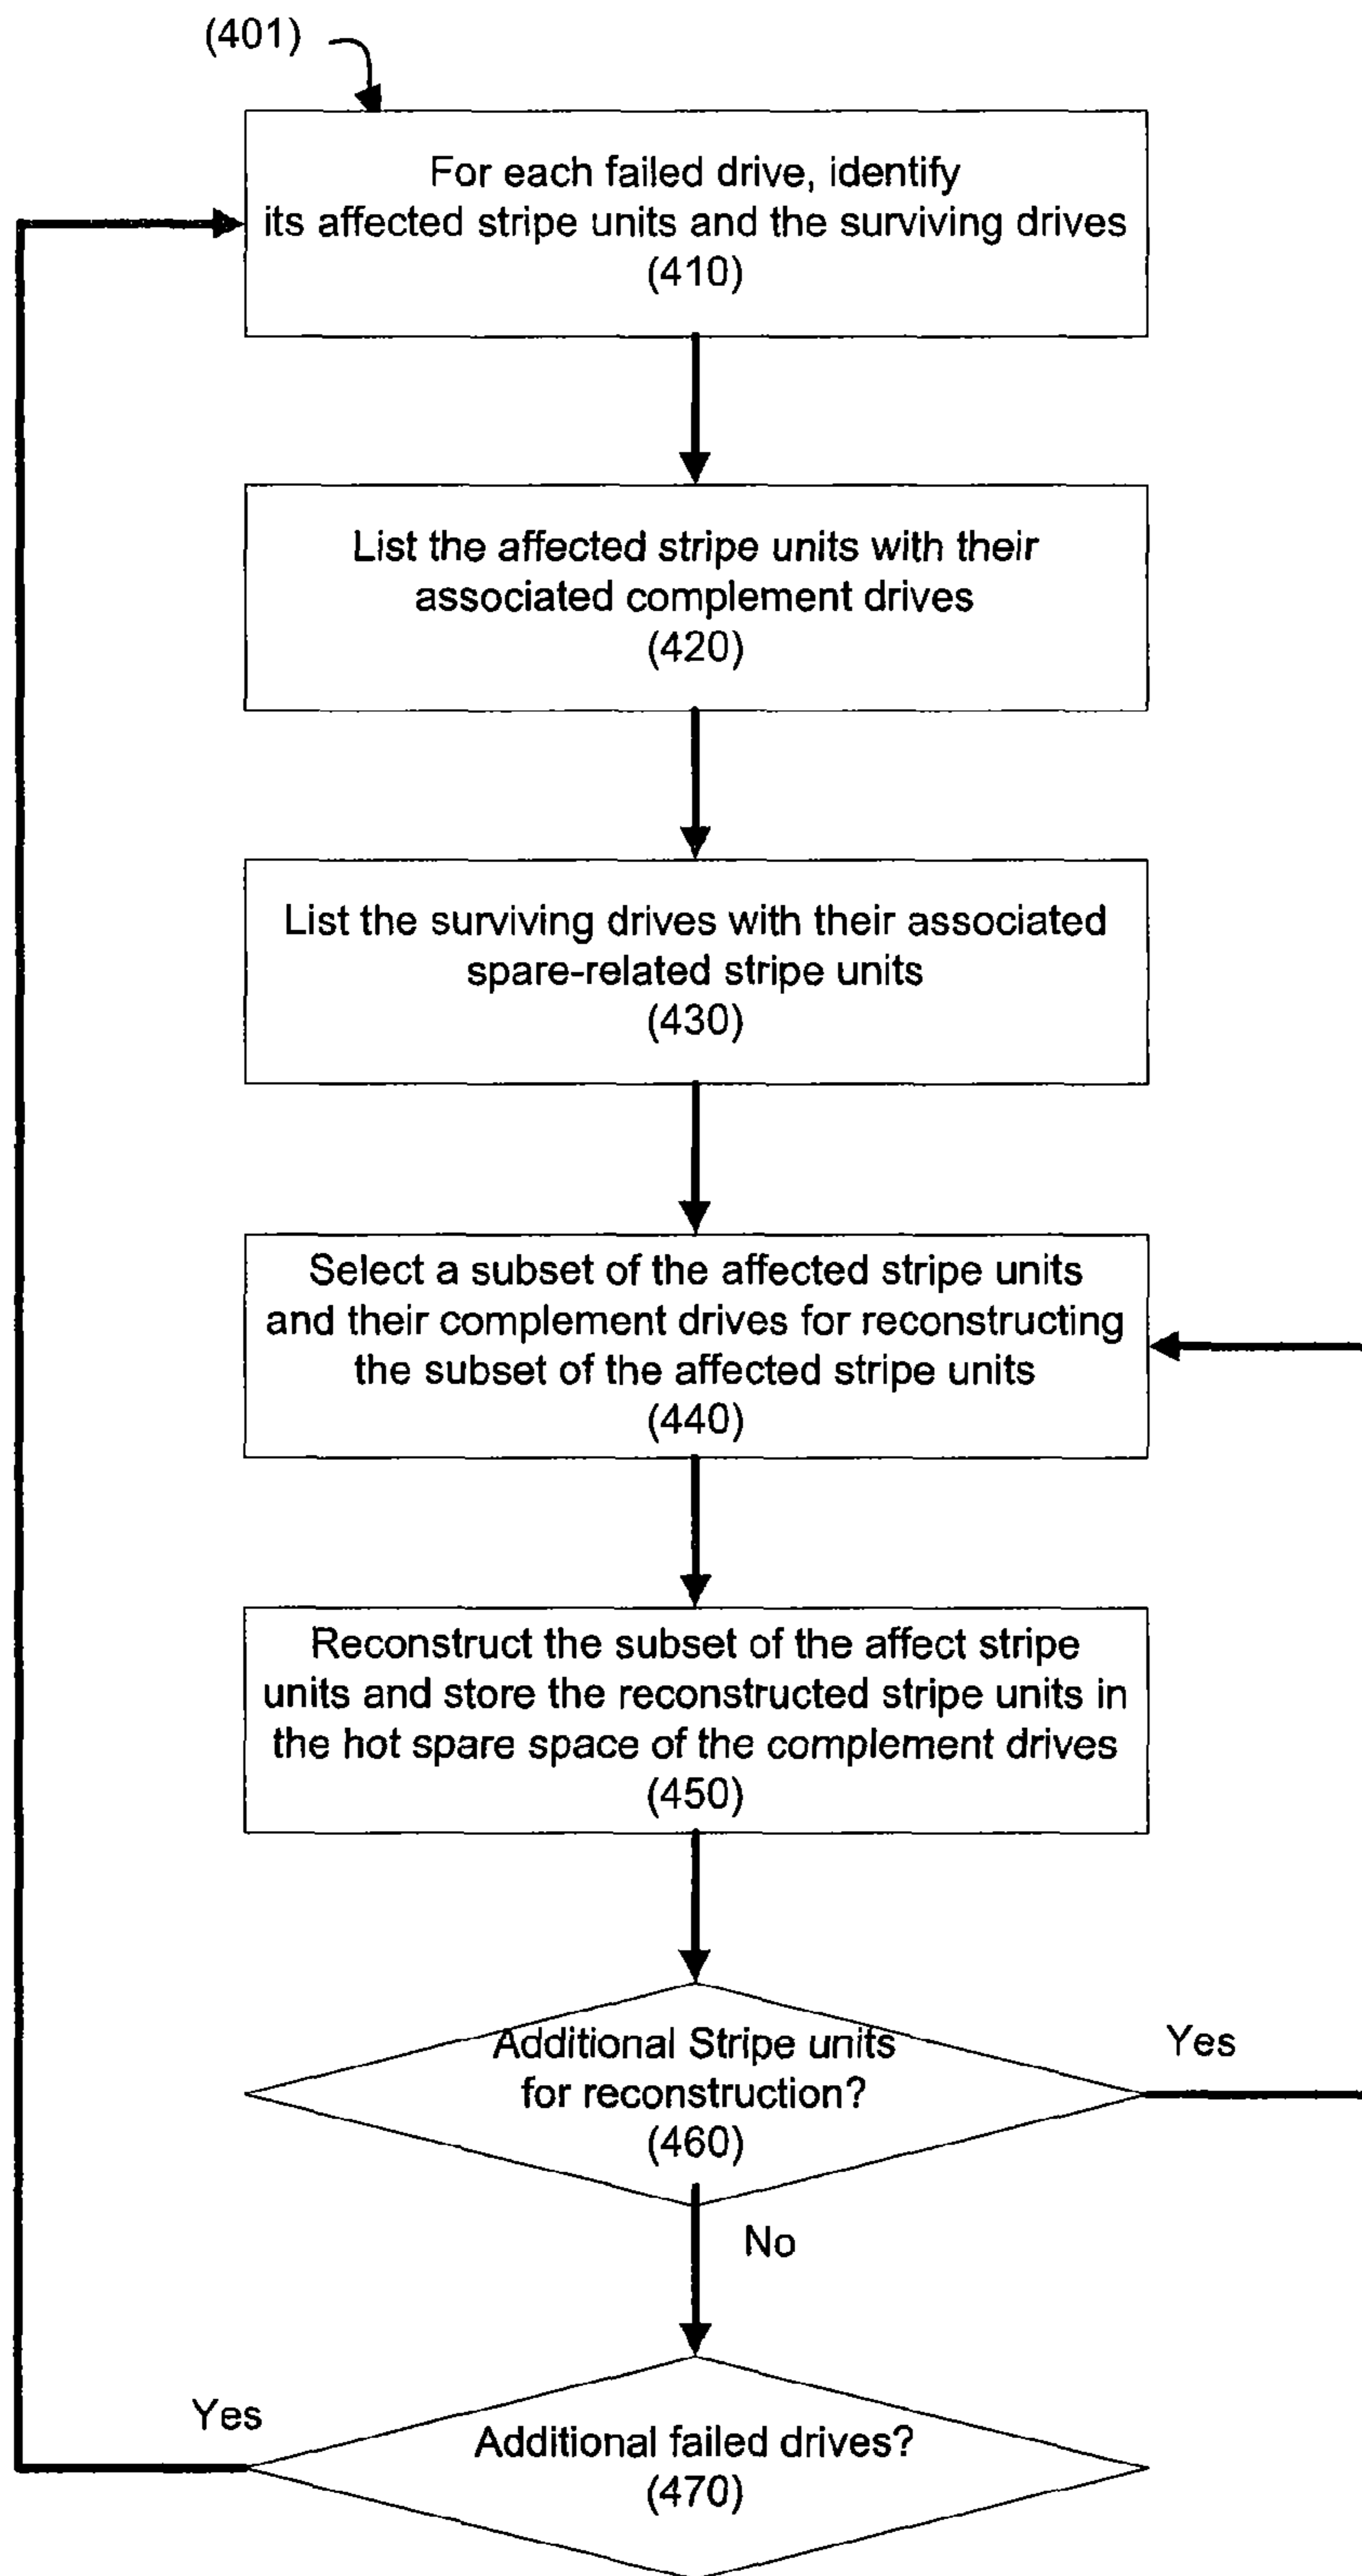 (401)
For each failed drive, identify
its affected stripe units and the surviving drives
(410)
List the affected stripe units with their
associated complement drives
(420)
List the surviving drives with their associated
spare-related stripe units
(430)
Select a subset of the affected stripe units
and their complement drives for reconstructing
the subset of the affected stripe units
(440)
Reconstruct the subset of the affect stripe
units and store the reconstructed stripe units in
the hot spare space of the complement drives
(450)
Additional Stripe units
for reconstruction?
(460)
Yes
No
Yes
Additional failed drives?
(470)